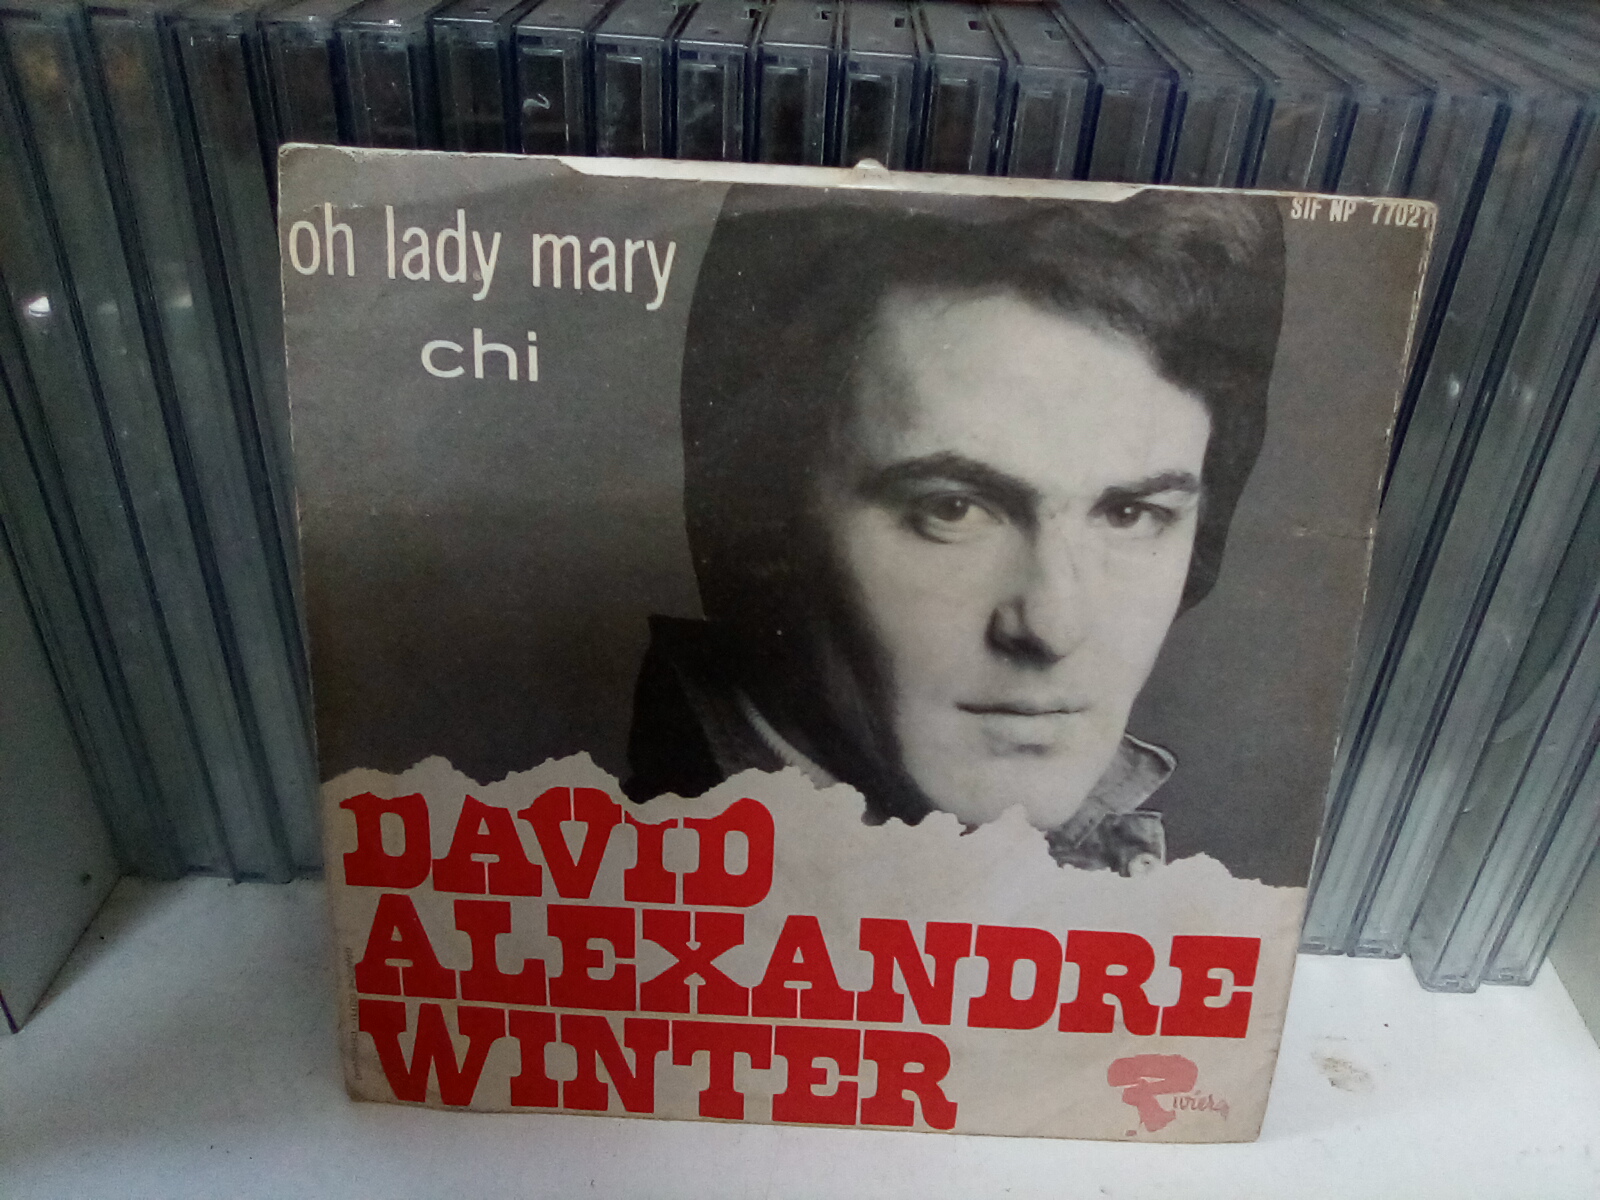 oh lady mary
chi
SIF NP 77021
DAVID
ALEXANDRE
WINTER
Riviera